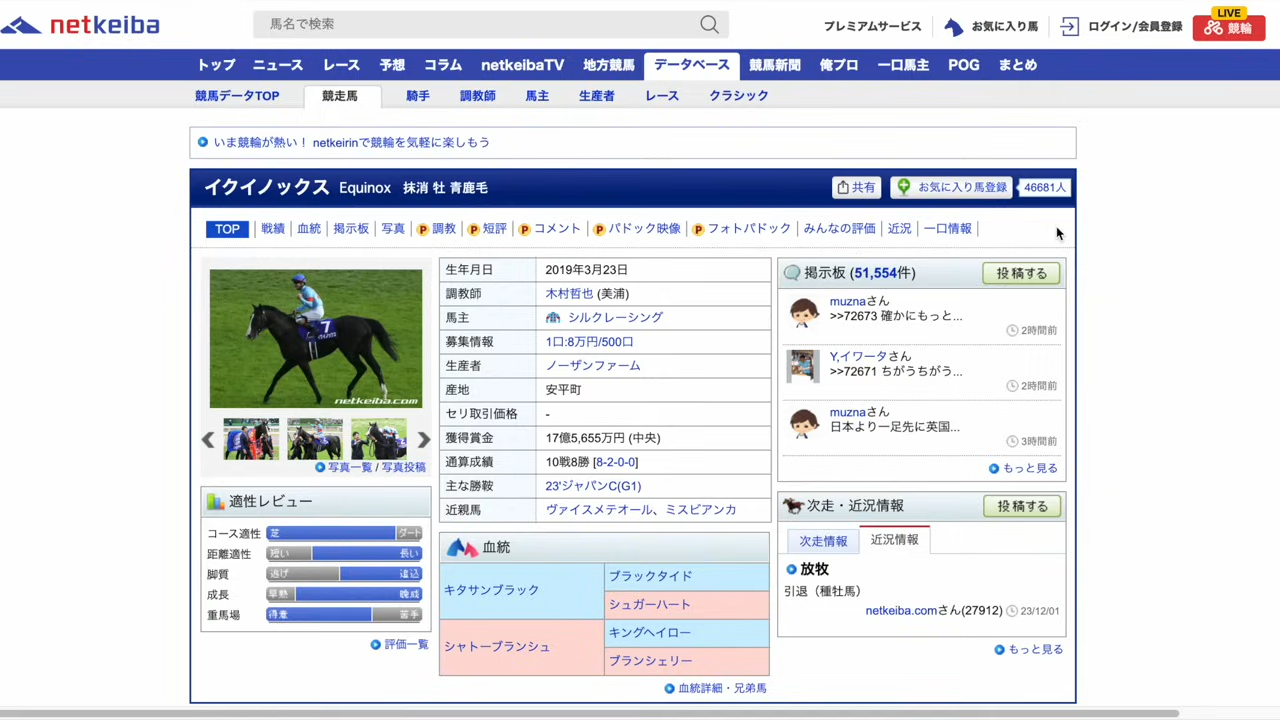 netkeiba
馬名で検索
プレミアムサービス
お気に入り馬
ログイン/会員登録
LIVE
競輪
トップ ニュース レース 予想 コラム netkeibaTV 地方競馬 データベース 競馬新聞 俺プロ 一口馬主 POG まとめ
競馬データTOP 競走馬 騎手 調教師 馬主 生産者 レース クラシック
いま競輪が熱い！ netkeirinで競輪を気軽に楽しもう
イクイノックス Equinox 抹消 牡 青鹿毛
共有 お気に入り馬登録 46681人
TOP 戦績 血統 掲示板 写真 P 調教 P 短評 P コメント P パドック映像 P フォトパドック みんなの評価 近況 一口情報
7
netkeiba.com
写真一覧 / 写真投稿
適性レビュー
コース適性 芝 ダート
距離適性 短い 長い
脚質 逃げ 追込
成長 早熟 晩成
重馬場 得意 苦手
評価一覧
生年月日 2019年3月23日
調教師 木村哲也 (美浦)
馬主 シルクレーシング
募集情報 1口:8万円/500口
生産者 ノーザンファーム
産地 安平町
セリ取引価格 -
獲得賞金 17億5,655万円 (中央)
通算成績 10戦8勝 [8-2-0-0]
主な勝鞍 23'ジャパンC(G1)
近親馬 ヴァイスメテオール、ミスビアンカ
血統
キタサンブラック
ブラックタイド
シュガーハート
シャトーブランシュ
キングヘイロー
ブランシェリー
血統詳細・兄弟馬
掲示板 (51,554件) 投稿する
muznaさん
>>72673 確かにもっと...
2時間前
Y,イワータさん
>>72671 ちがうちがう...
2時間前
muznaさん
日本より一足先に英国...
3時間前
もっと見る
次走・近況情報 投稿する
次走情報 近況情報
放牧
引退（種牡馬）
netkeiba.comさん(27912) 23/12/01
もっと見る